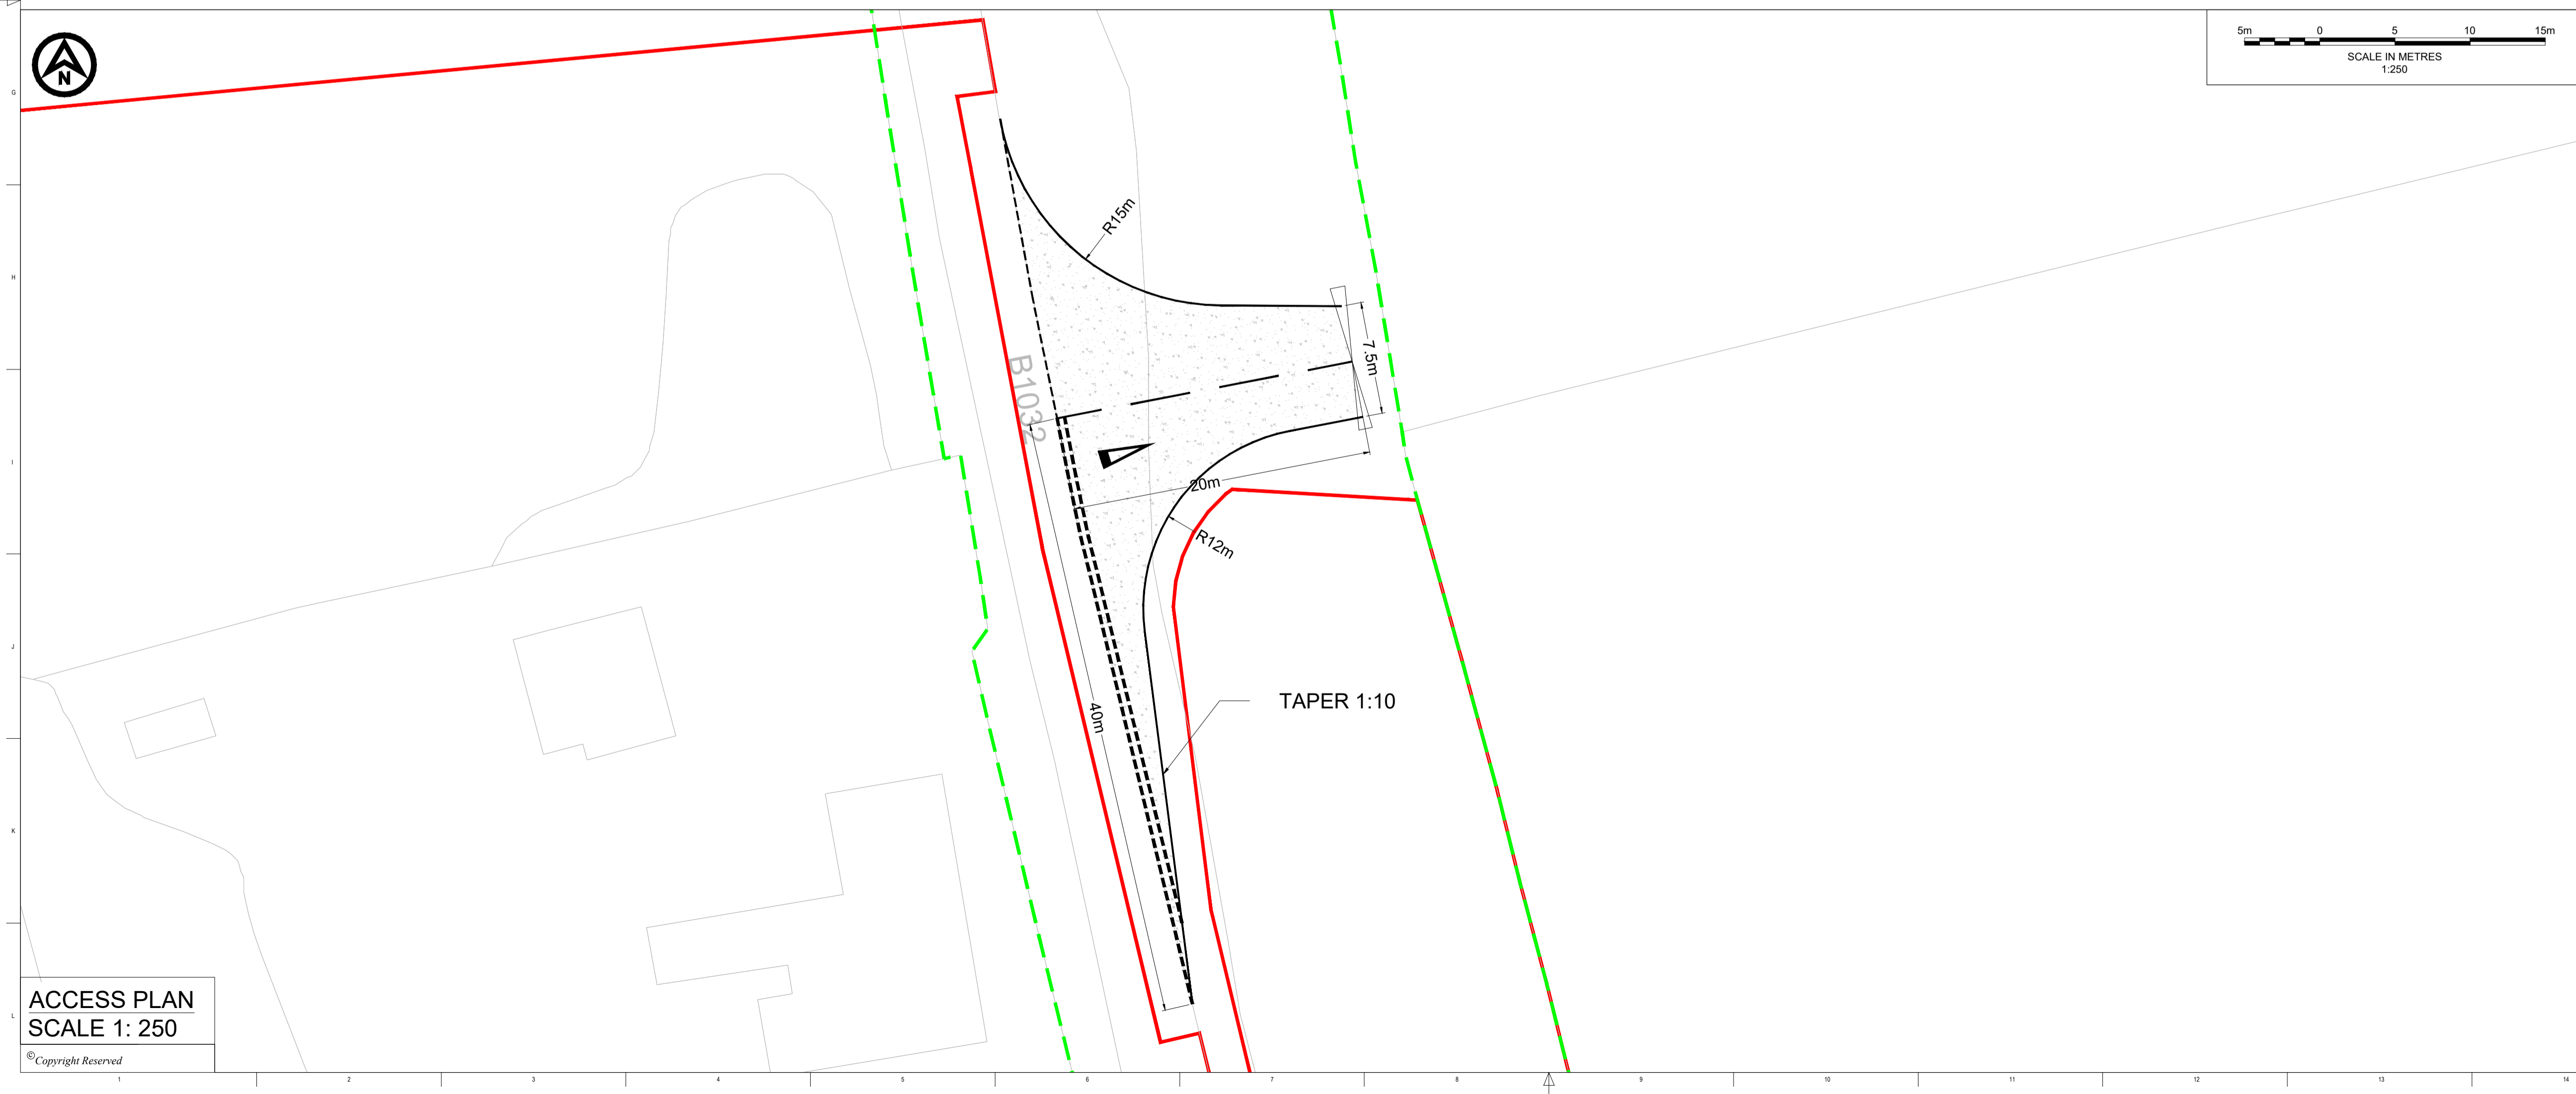 5m 0 5 10 15m
SCALE IN METRES
1:250
N
G
H
I
J
K
L
R15m
7.5m
B1032
20m
R12m
40m
TAPER 1:10
ACCESS PLAN
SCALE 1: 250
©Copyright Reserved
1 2 3 4 5 6 7 8 9 10 11 12 13 14